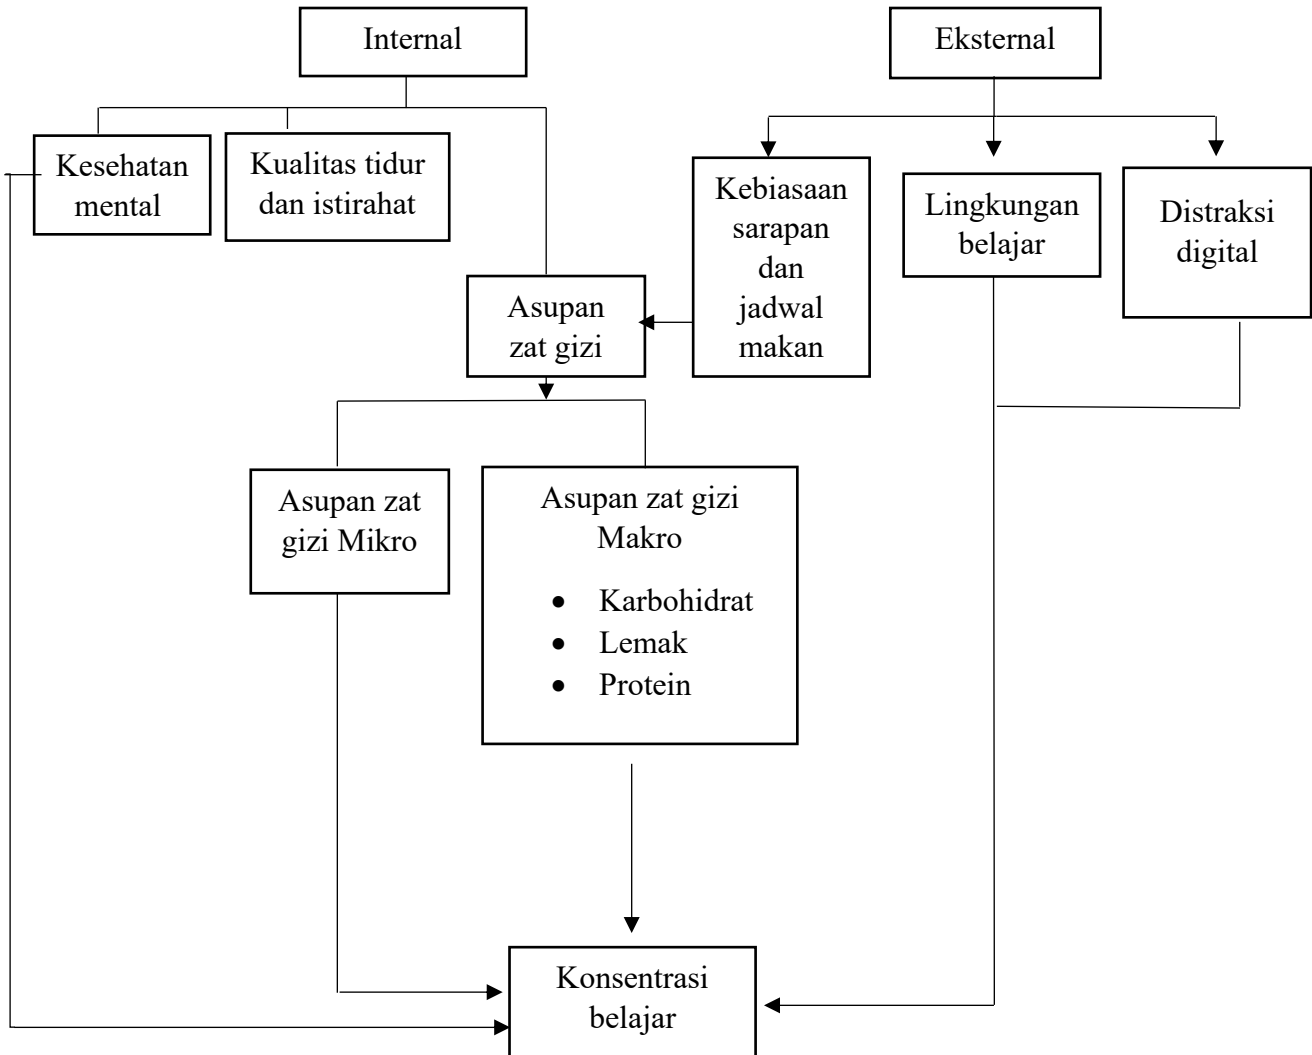 Internal
Eksternal
Kesehatan
mental
Kualitas tidur
dan istirahat
Kebiasaan
sarapan
dan
jadwal
makan
Lingkungan
belajar
Distraksi
digital
Asupan
zat gizi
Asupan zat
gizi Mikro
Asupan zat gizi
Makro
• Karbohidrat
• Lemak
• Protein
Konsentrasi
belajar